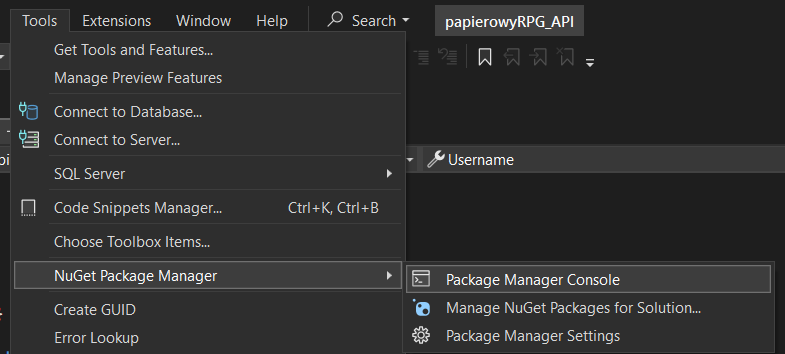 Tools Extensions Window Help Search papierowyRPG_API
Get Tools and Features...
Manage Preview Features
Connect to Database...
Connect to Server...
Username
SQL Server
Code Snippets Manager... Ctrl+K, Ctrl+B
Choose Toolbox Items...
NuGet Package Manager
Package Manager Console
Create GUID
Manage NuGet Packages for Solution...
Error Lookup
Package Manager Settings